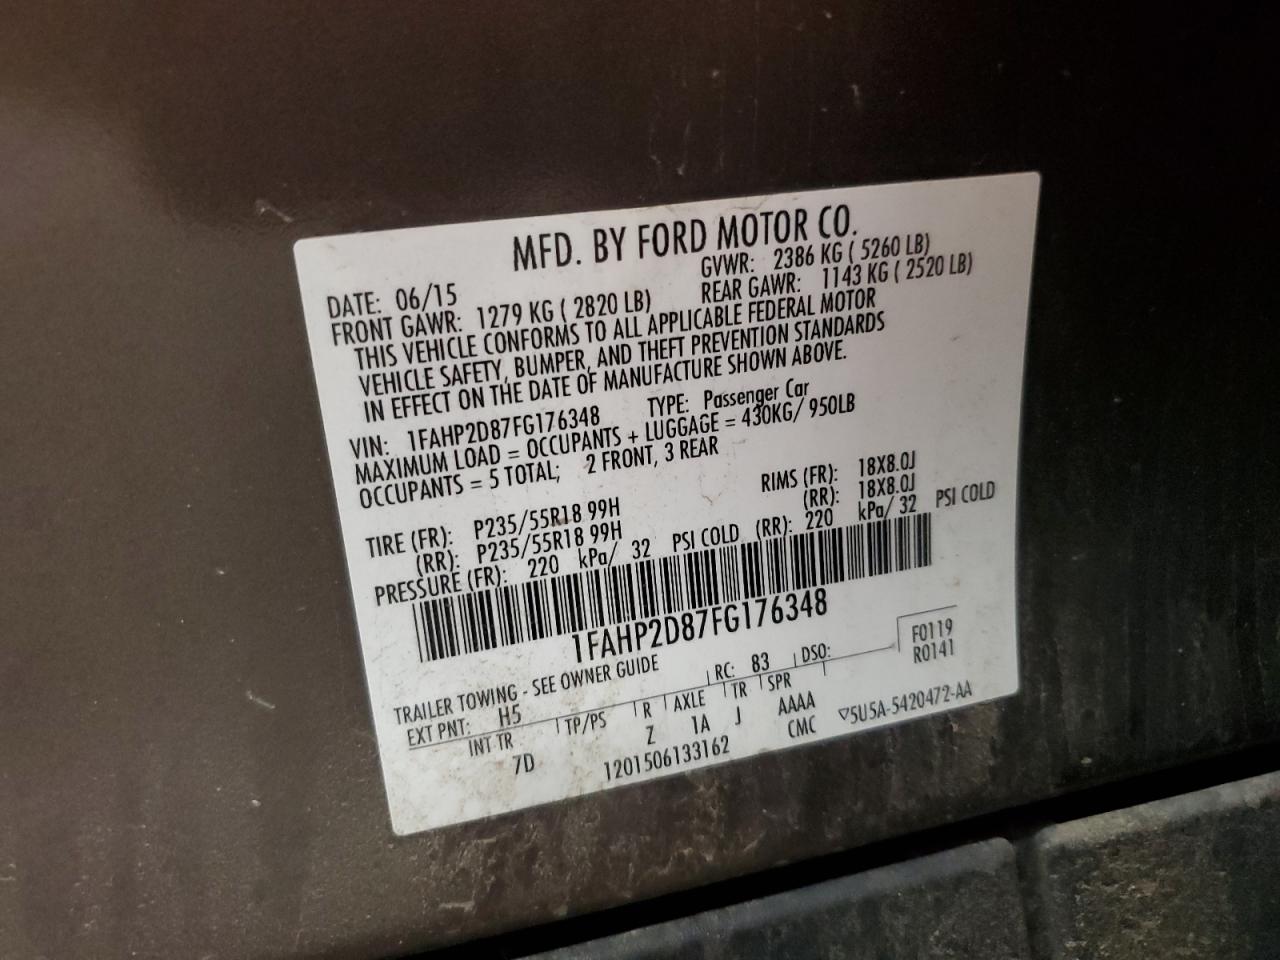 MFD. BY FORD MOTOR CO.
DATE: 06/15 GVWR: 2386 KG ( 5260 LB)
FRONT GAWR: 1279 KG ( 2820 LB) REAR GAWR: 1143 KG ( 2520 LB)
THIS VEHICLE CONFORMS TO ALL APPLICABLE FEDERAL MOTOR
VEHICLE SAFETY, BUMPER, AND THEFT PREVENTION STANDARDS
IN EFFECT ON THE DATE OF MANUFACTURE SHOWN ABOVE.
VIN: 1FAHP2D87FG176348 TYPE: Passenger Car
MAXIMUM LOAD = OCCUPANTS + LUGGAGE = 430KG/ 950LB
OCCUPANTS = 5 TOTAL; 2 FRONT, 3 REAR
TIRE (FR): P235/55R18 99H RIMS (FR): 18X8.0J
(RR): P235/55R18 99H (RR): 18X8.0J
PRESSURE (FR): 220 kPa/ 32 PSI COLD (RR): 220 kPa/ 32 PSI COLD
1FAHP2D87FG176348
TRAILER TOWING - SEE OWNER GUIDE F0119
EXT PNT: H5 RC: 83 DSO: R0141
INT TR TP/PS R AXLE TR SPR
7D Z 1A J AAAA
1201506133162 CMC ▽5U5A-5420472-AA